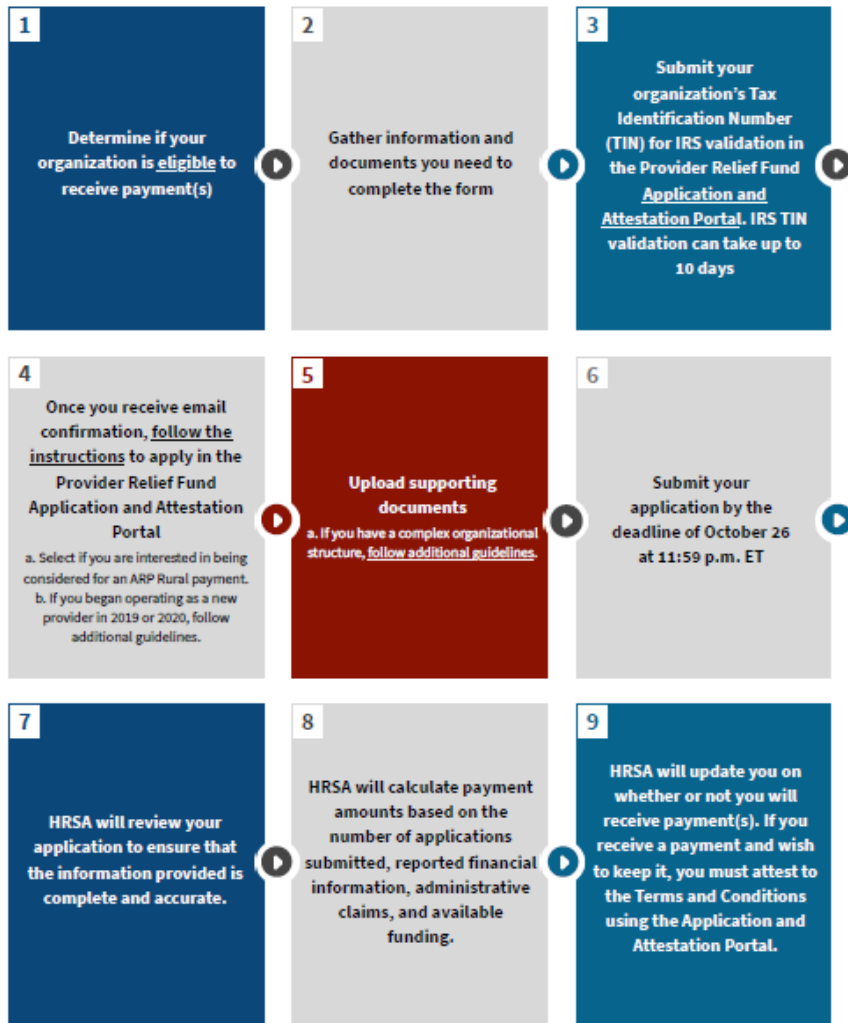 1
Determine if your
organization is eligible to
receive payment(s)
2
Gather information and
documents you need to
complete the form
3
Submit your
organization's Tax
Identification Number
(TIN) for IRS validation in
the Provider Relief Fund
Application and
Attestation Portal. IRS TIN
validation can take up to
10 days
4
Once you receive email
confirmation, follow the
instructions to apply in the
Provider Relief Fund
Application and Attestation
Portal
a. Select if you are interested in being
considered for an ARP Rural payment.
b. If you began operating as a new
provider in 2019 or 2020, follow
additional guidelines.
5
Upload supporting
documents
a. If you have a complex organizational
structure, follow additional guidelines.
6
Submit your
application by the
deadline of October 26
at 11:59 p.m. ET
7
HRSA will review your
application to ensure that
the information provided is
complete and accurate.
8
HRSA will calculate payment
amounts based on the
number of applications
submitted, reported financial
information, administrative
claims, and available
funding.
9
HRSA will update you on
whether or not you will
receive payment(s). If you
receive a payment and wish
to keep it, you must attest to
the Terms and Conditions
using the Application and
Attestation Portal.